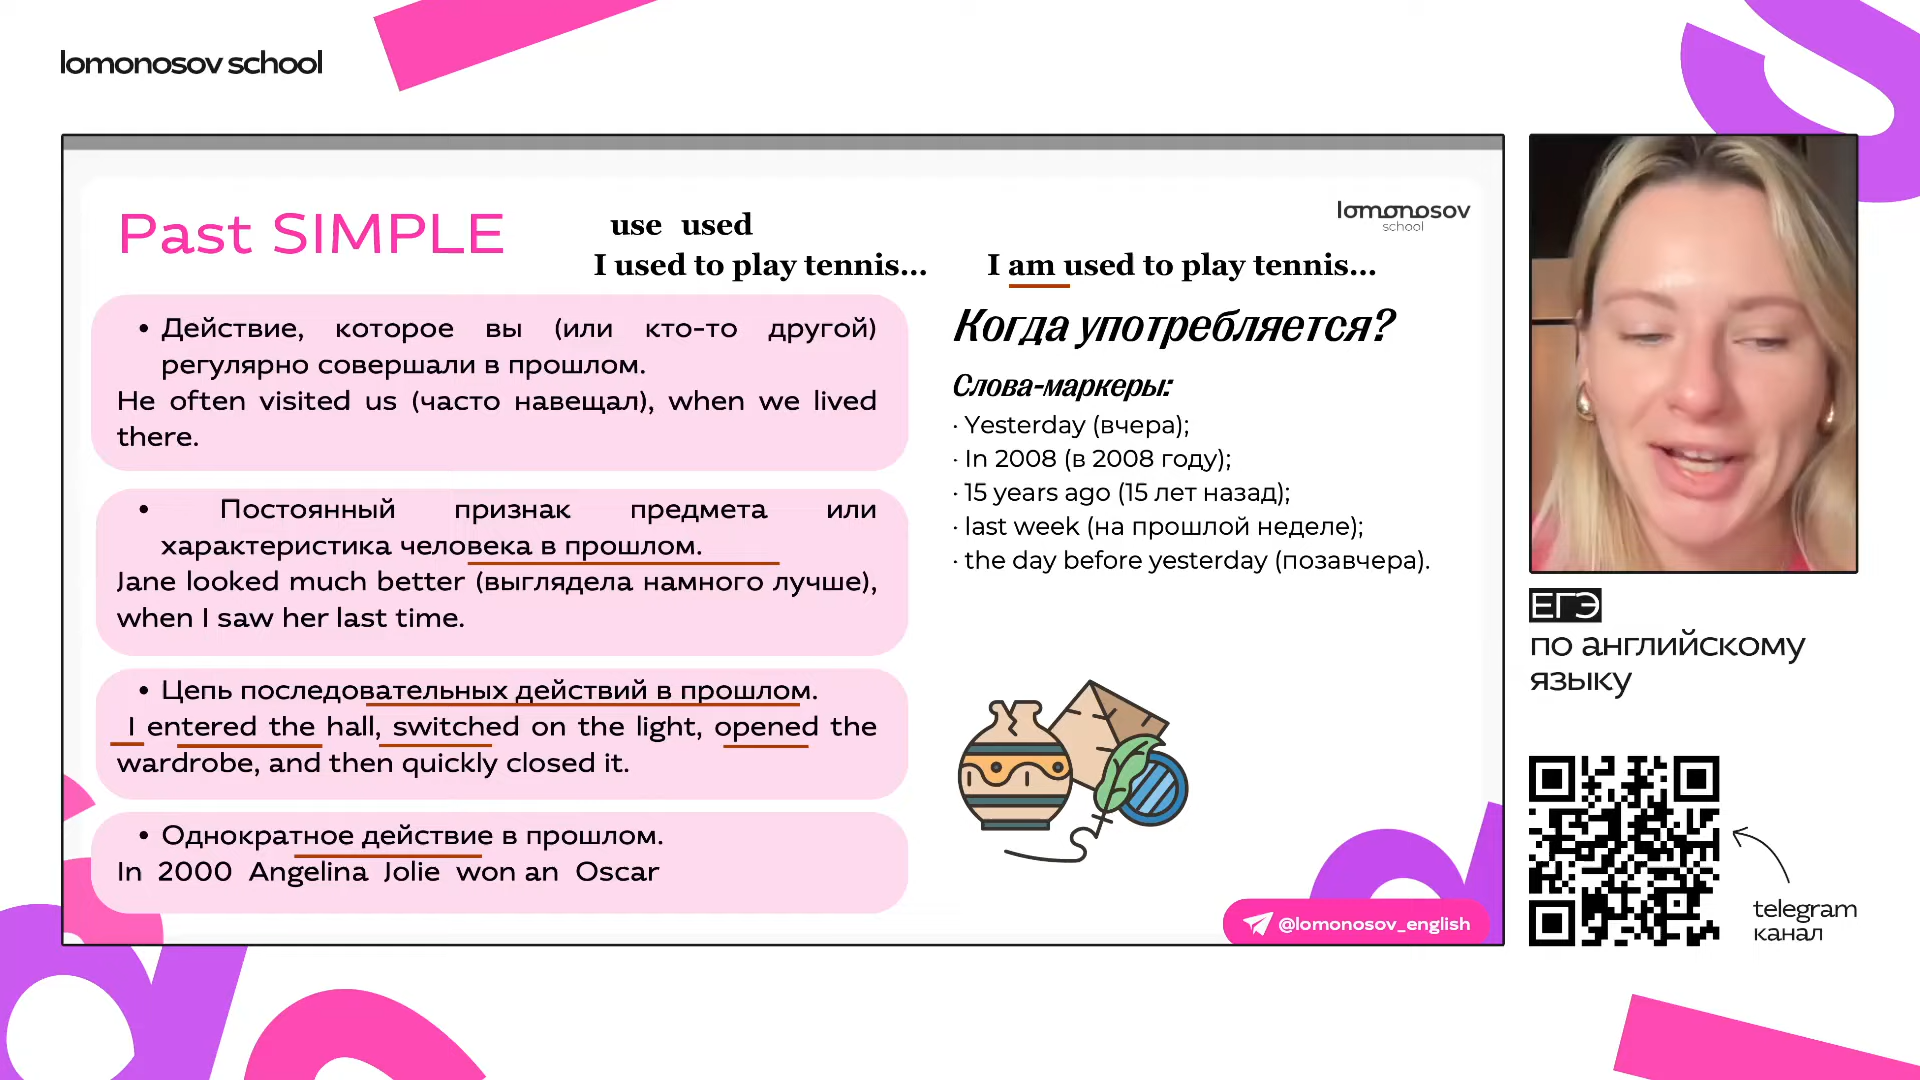 lomonosov school
Past SIMPLE
use used
I used to play tennis...
I am used to play tennis...
lomonosov
school
• Действие, которое вы (или кто-то другой)
регулярно совершали в прошлом.
He often visited us (часто навещал), when we lived
there.
• Постоянный признак предмета или
характеристика человека в прошлом.
Jane looked much better (выглядела намного лучше),
when I saw her last time.
• Цепь последовательных действий в прошлом.
I entered the hall, switched on the light, opened the
wardrobe, and then quickly closed it.
• Однократное действие в прошлом.
In 2000 Angelina Jolie won an Oscar
Когда употребляется?
Слова-маркеры:
· Yesterday (вчера);
· In 2008 (в 2008 году);
· 15 years ago (15 лет назад);
· last week (на прошлой неделе);
· the day before yesterday (позавчера).
@lomonosov_english
ЕГЭ
по английскому
языку
telegram
канал